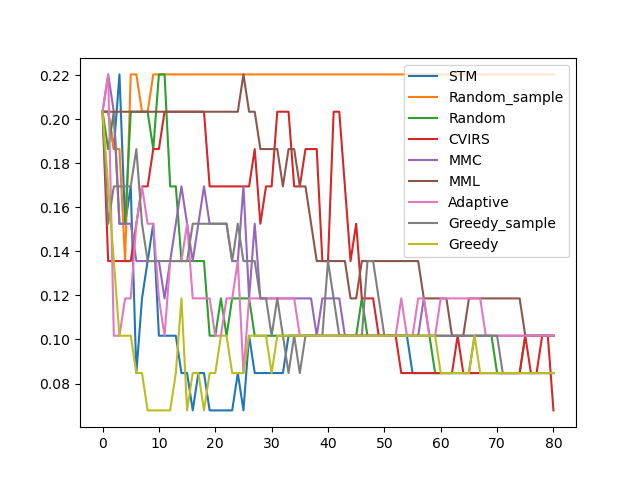 0.22
0.20
0.18
0.16
0.14
0.12
0.10
0.08
0
10
20
30
40
50
60
70
80
STM
Random_sample
Random
CVIRS
MMC
MML
Adaptive
Greedy_sample
Greedy